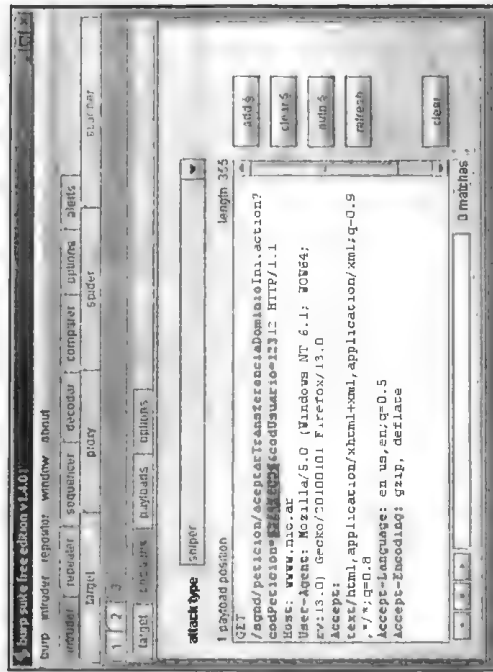 burp suite free edition v1.4.01
burp intruder repeater window about
intruder repeater sequencer decoder comparer options alerts
target proxy spider scanner
1 2 3
target positions payloads options
attack type sniper
1 payload position length 355
GET
/sgnd/peticion/aceptarTransferenciaDominioIni.action?
codPeticion= codUsuario=12312 HTTP/1.1
Host: www.nic.ar
User-Agent: Mozilla/5.0 (Windows NT 6.1; WOW64;
rv:13.0) Gecko/20100101 Firefox/13.0
Accept:
text/html,application/xhtml+xml,application/xml;q=0.9
,*/*;q=0.8
Accept-Language: en us,en;q=0.5
Accept-Encoding: gzip, deflate
add §
clear §
auto §
refresh
clear
0 matches